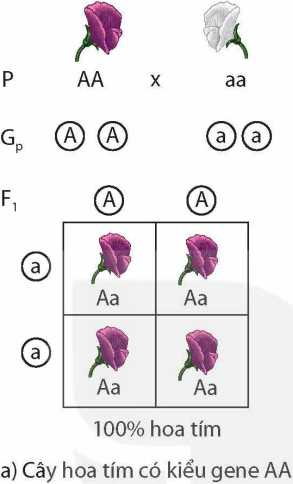 P AA x aa
Gp A A a a
F1 A A
a Aa Aa
a Aa Aa
100% hoa tím
a) Cây hoa tím có kiểu gene AA